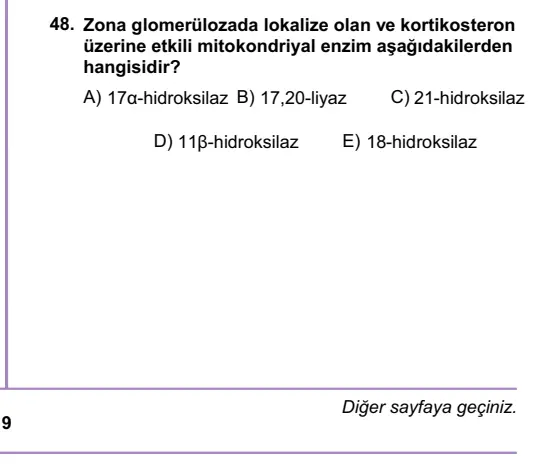 48. Zona glomerülozada lokalize olan ve kortikosteron
üzerine etkili mitokondriyal enzim aşağıdakilerden
hangisidir?
A) 17α-hidroksilaz B) 17,20-liyaz C) 21-hidroksilaz
D) 11β-hidroksilaz E) 18-hidroksilaz
Diğer sayfaya geçiniz.
9